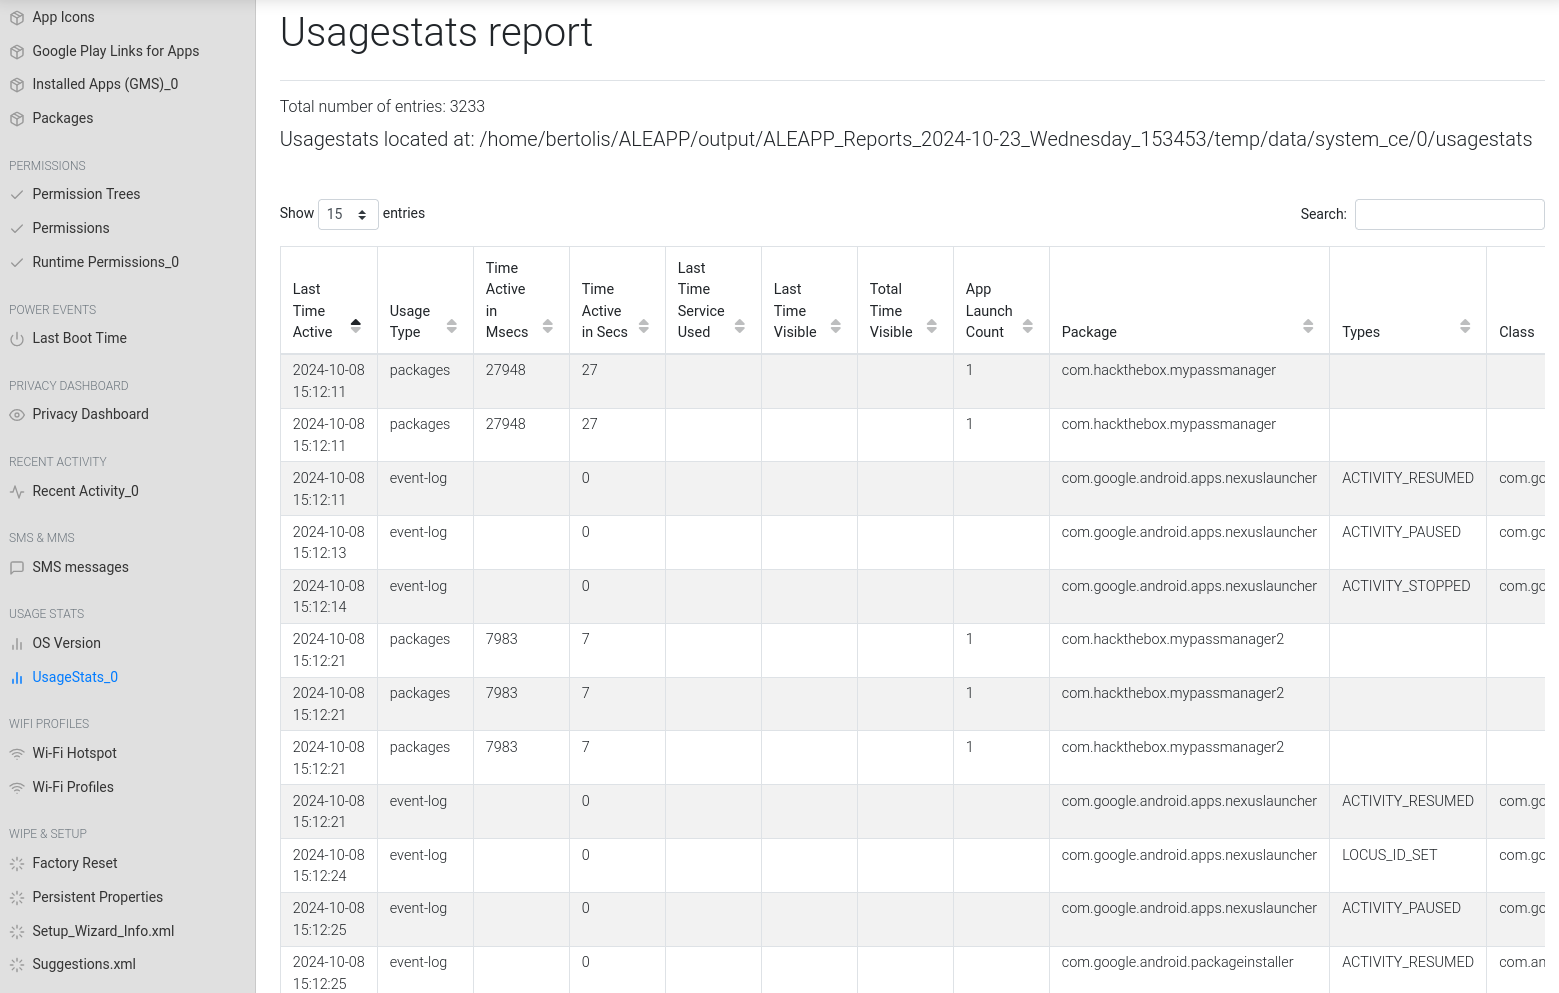 App Icons
Google Play Links for Apps
Installed Apps (GMS)_0
Packages
PERMISSIONS
Permission Trees
Permissions
Runtime Permissions_0
POWER EVENTS
Last Boot Time
PRIVACY DASHBOARD
Privacy Dashboard
RECENT ACTIVITY
Recent Activity_0
SMS & MMS
SMS messages
USAGE STATS
OS Version
UsageStats_0
WIFI PROFILES
Wi-Fi Hotspot
Wi-Fi Profiles
WIPE & SETUP
Factory Reset
Persistent Properties
Setup_Wizard_Info.xml
Suggestions.xml
Usagestats report
Total number of entries: 3233
Usagestats located at: /home/bertolis/ALEAPP/output/ALEAPP_Reports_2024-10-23_Wednesday_153453/temp/data/system_ce/0/usagestats
Show 15 entries
Search:
Last Time Active Usage Type Time Active in Msecs Time Active in Secs Last Time Service Used Last Time Visible Total Time Visible App Launch Count Package Types Class
2024-10-08 15:12:11 packages 27948 27 1 com.hackthebox.mypassmanager
2024-10-08 15:12:11 packages 27948 27 1 com.hackthebox.mypassmanager
2024-10-08 15:12:11 event-log 0 com.google.android.apps.nexuslauncher ACTIVITY_RESUMED com.go
2024-10-08 15:12:13 event-log 0 com.google.android.apps.nexuslauncher ACTIVITY_PAUSED com.go
2024-10-08 15:12:14 event-log 0 com.google.android.apps.nexuslauncher ACTIVITY_STOPPED com.go
2024-10-08 15:12:21 packages 7983 7 1 com.hackthebox.mypassmanager2
2024-10-08 15:12:21 packages 7983 7 1 com.hackthebox.mypassmanager2
2024-10-08 15:12:21 packages 7983 7 1 com.hackthebox.mypassmanager2
2024-10-08 15:12:21 event-log 0 com.google.android.apps.nexuslauncher ACTIVITY_RESUMED com.go
2024-10-08 15:12:24 event-log 0 com.google.android.apps.nexuslauncher LOCUS_ID_SET com.go
2024-10-08 15:12:25 event-log 0 com.google.android.apps.nexuslauncher ACTIVITY_PAUSED com.go
2024-10-08 15:12:25 event-log 0 com.google.android.packageinstaller ACTIVITY_RESUMED com.an